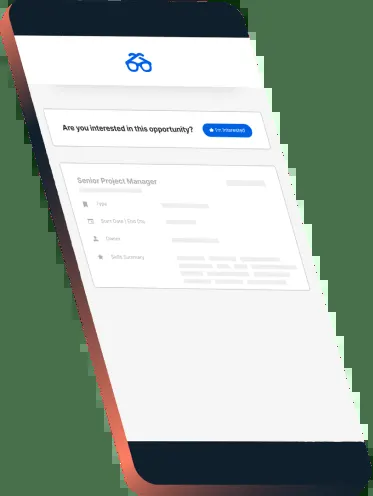 Are you interested in this opportunity?
I'm Interested
Senior Project Manager
Type
Start Date | End Date
Owner
Skills Summary